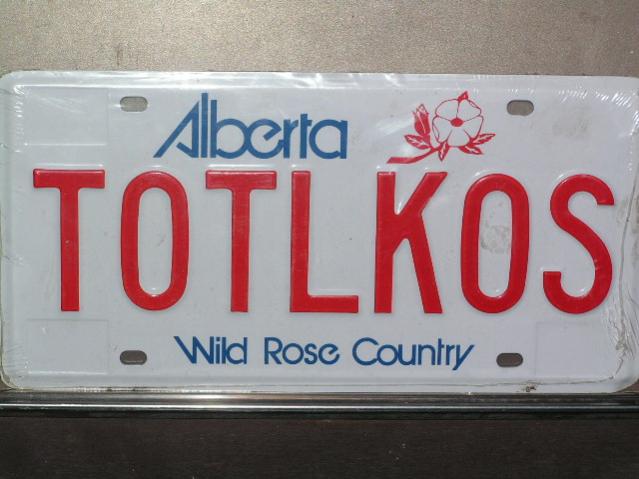 Alberta
TOTLKOS
Wild Rose Country